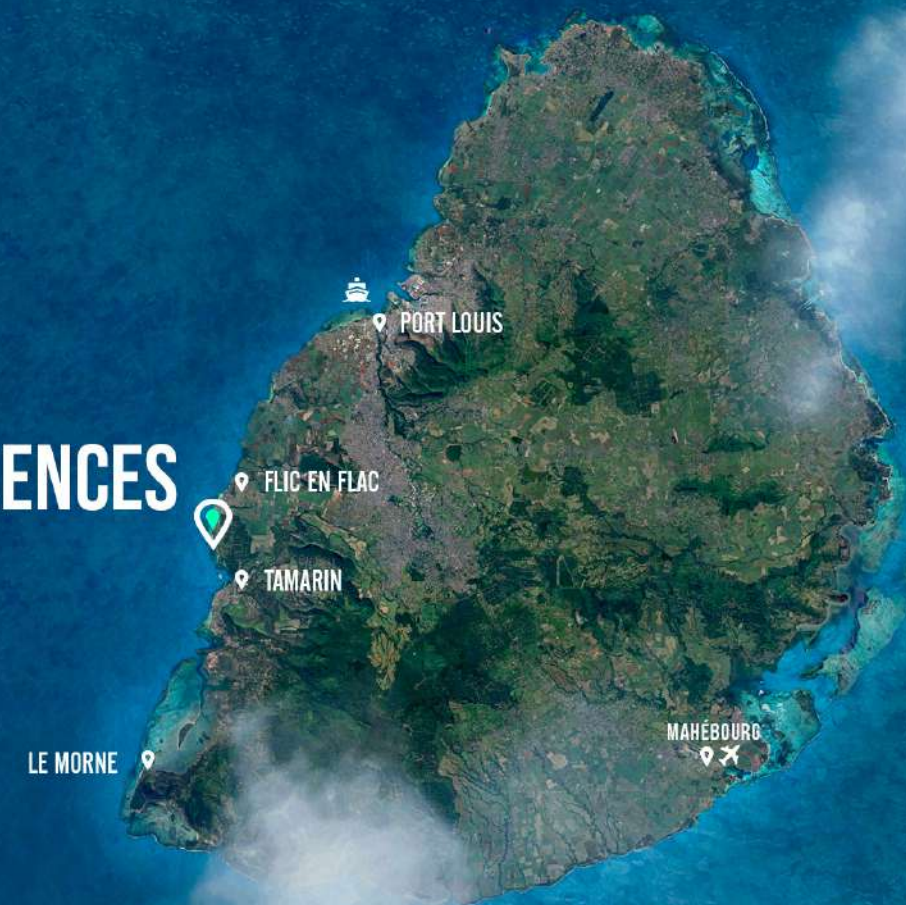 PORT LOUIS
ENCES
FLIC EN FLAC
TAMARIN
MAHÉBOURG
LE MORNE